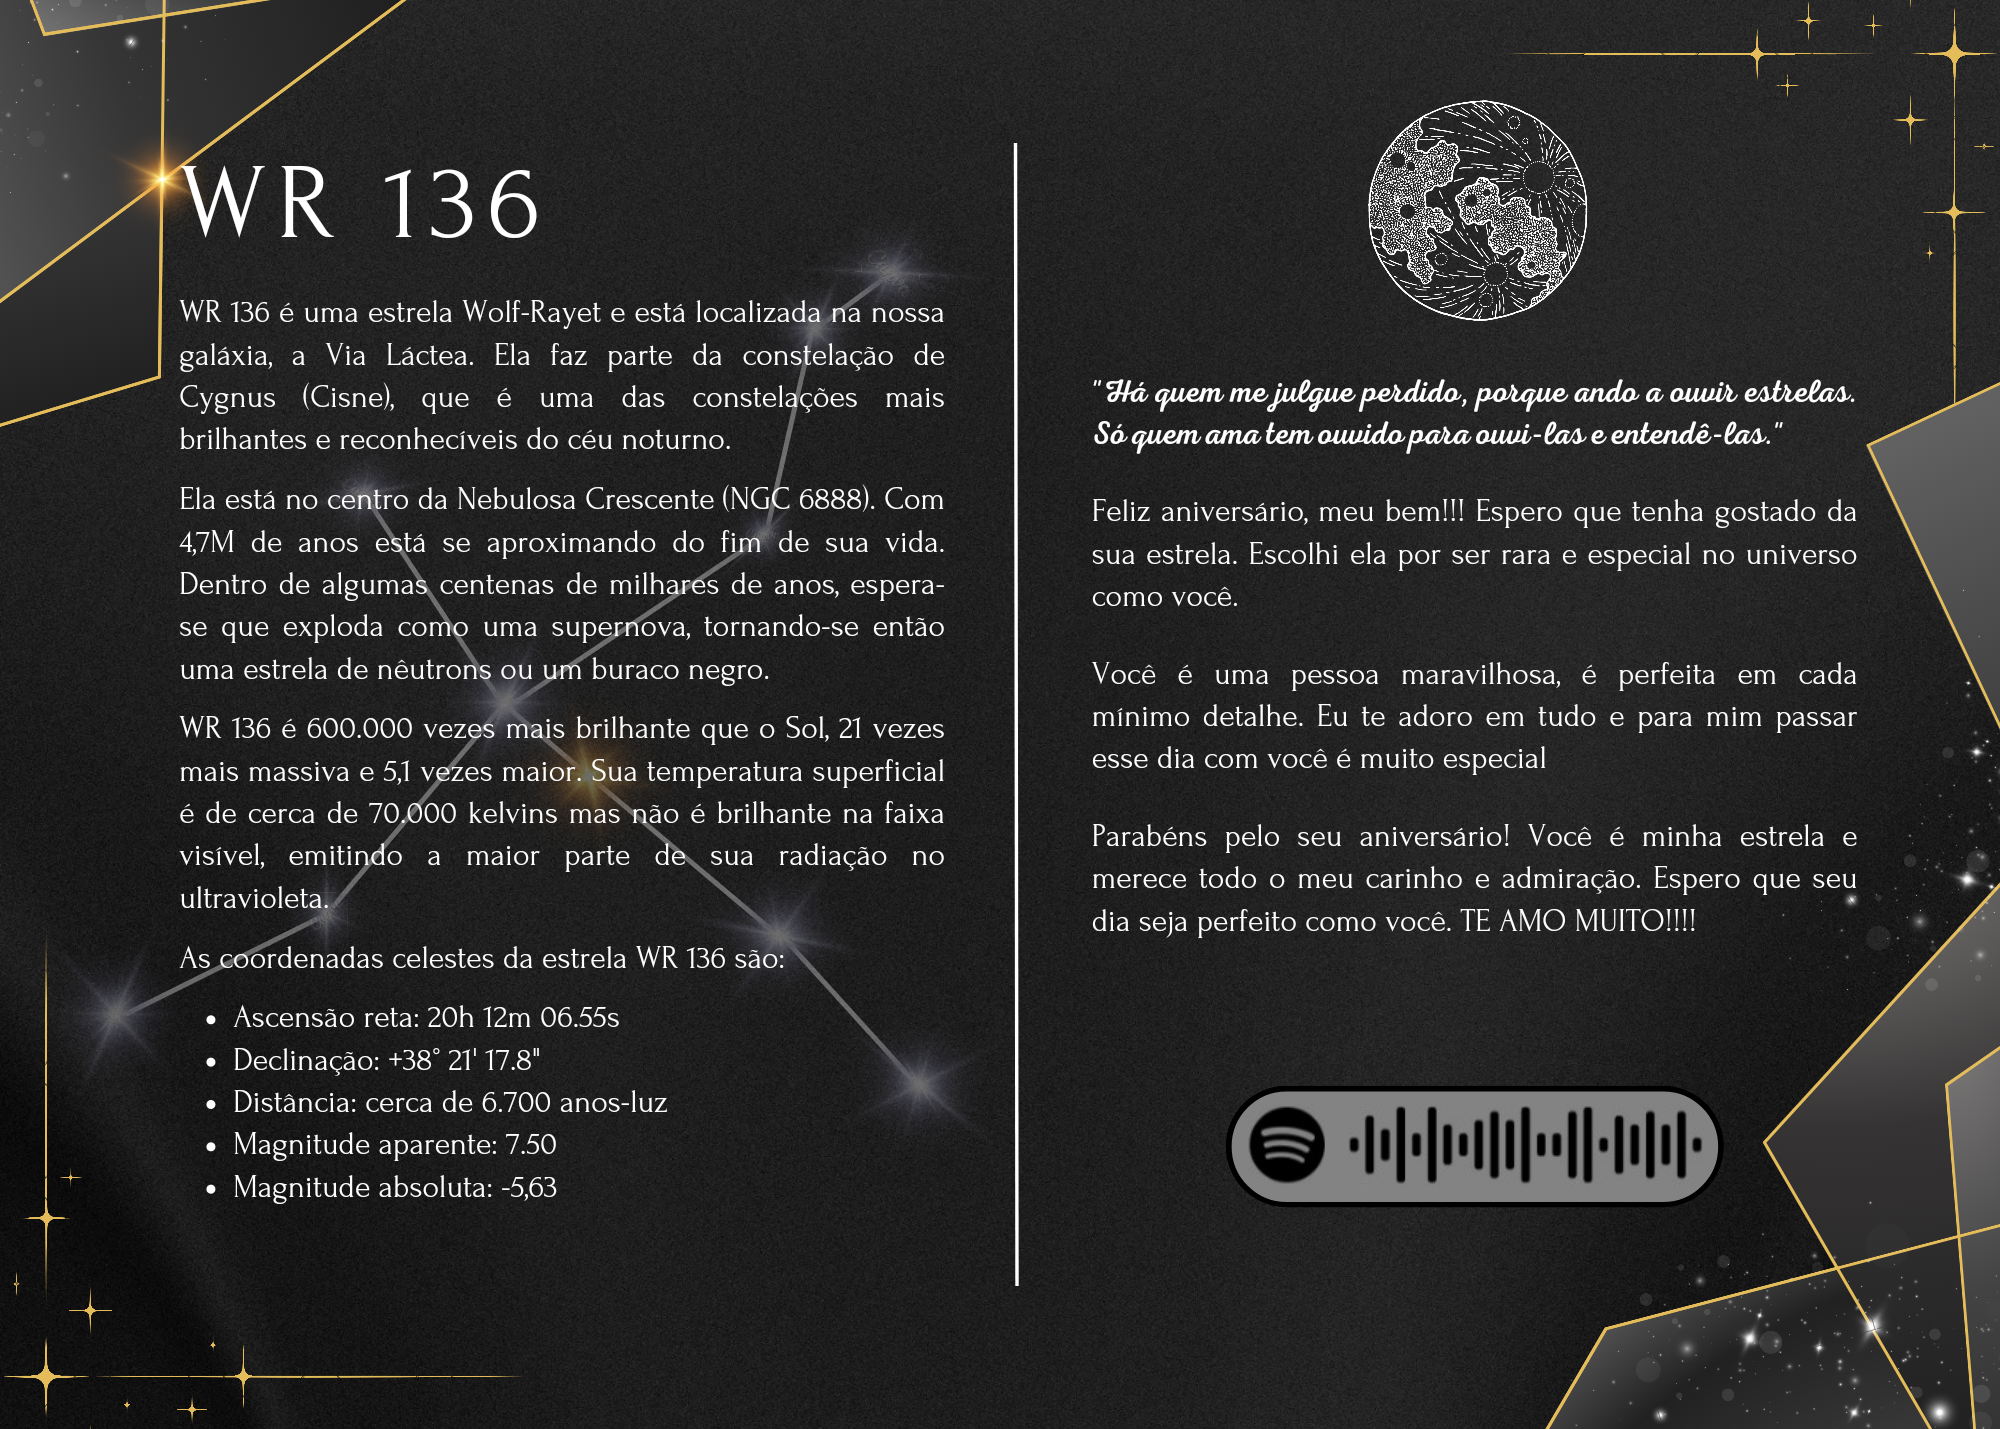 WR 136
WR 136 é uma estrela Wolf-Rayet e está localizada na nossa
galáxia, a Via Láctea. Ela faz parte da constelação de
Cygnus (Cisne), que é uma das constelações mais
brilhantes e reconhecíveis do céu noturno.
Ela está no centro da Nebulosa Crescente (NGC 6888). Com
4,7M de anos está se aproximando do fim de sua vida.
Dentro de algumas centenas de milhares de anos, espera-
se que exploda como uma supernova, tornando-se então
uma estrela de nêutrons ou um buraco negro.
WR 136 é 600.000 vezes mais brilhante que o Sol, 21 vezes
mais massiva e 5,1 vezes maior. Sua temperatura superficial
é de cerca de 70.000 kelvins mas não é brilhante na faixa
visível, emitindo a maior parte de sua radiação no
ultravioleta.
As coordenadas celestes da estrela WR 136 são:
• Ascensão reta: 20h 12m 06.55s
• Declinação: +38° 21' 17.8"
• Distância: cerca de 6.700 anos-luz
• Magnitude aparente: 7.50
• Magnitude absoluta: -5,63
"Há quem me julgue perdido, porque ando a ouvir estrelas.
Só quem ama tem ouvido para ouvi-las e entendê-las."
Feliz aniversário, meu bem!!! Espero que tenha gostado da
sua estrela. Escolhi ela por ser rara e especial no universo
como você.
Você é uma pessoa maravilhosa, é perfeita em cada
mínimo detalhe. Eu te adoro em tudo e para mim passar
esse dia com você é muito especial
Parabéns pelo seu aniversário! Você é minha estrela e
merece todo o meu carinho e admiração. Espero que seu
dia seja perfeito como você. TE AMO MUITO!!!!